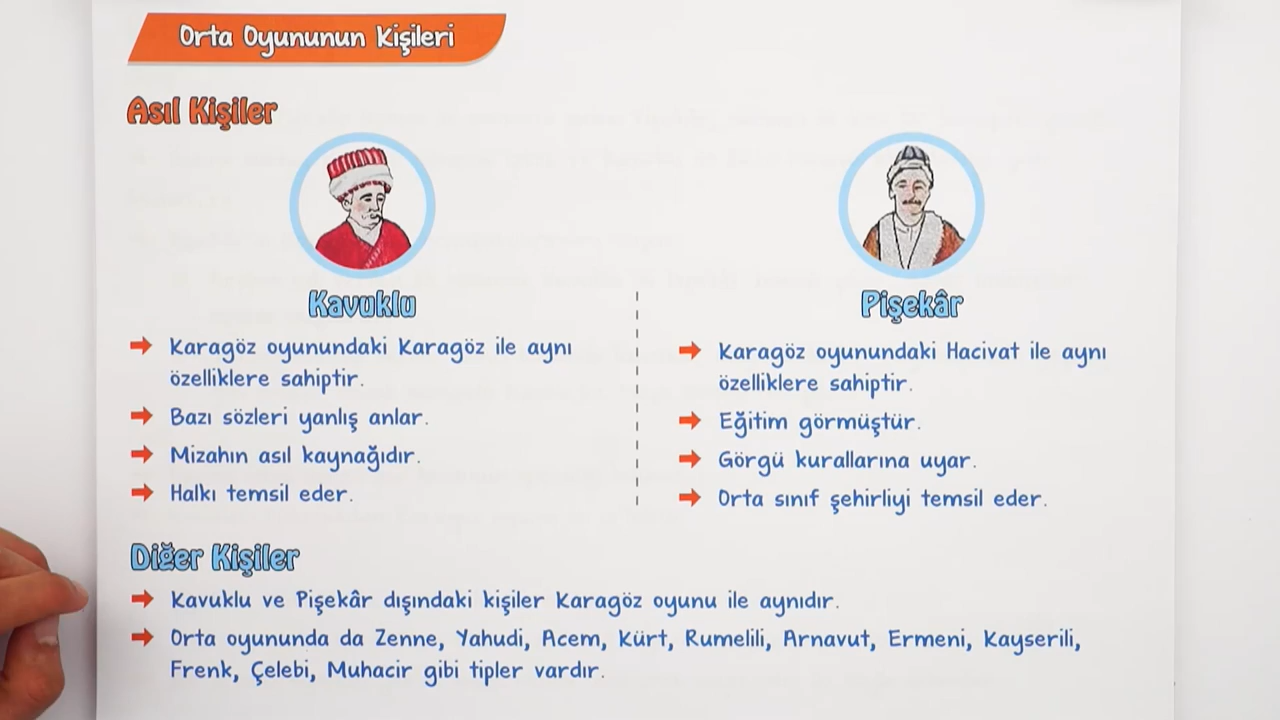 Orta Oyununun Kişileri
Asıl Kişiler
Kavuklu
→ Karagöz oyunundaki Karagöz ile aynı
özelliklere sahiptir.
→ Bazı sözleri yanlış anlar.
→ Mizahın asıl kaynağıdır.
→ Halkı temsil eder.
Pişekâr
→ Karagöz oyunundaki Hacivat ile aynı
özelliklere sahiptir.
→ Eğitim görmüştür.
→ Görgü kurallarına uyar.
→ Orta sınıf şehirliyi temsil eder.
Diğer Kişiler
→ Kavuklu ve Pişekâr dışındaki kişiler Karagöz oyunu ile aynıdır.
→ Orta oyununda da Zenne, Yahudi, Acem, Kürt, Rumelili, Arnavut, Ermeni, Kayserili,
Frenk, Çelebi, Muhacir gibi tipler vardır.